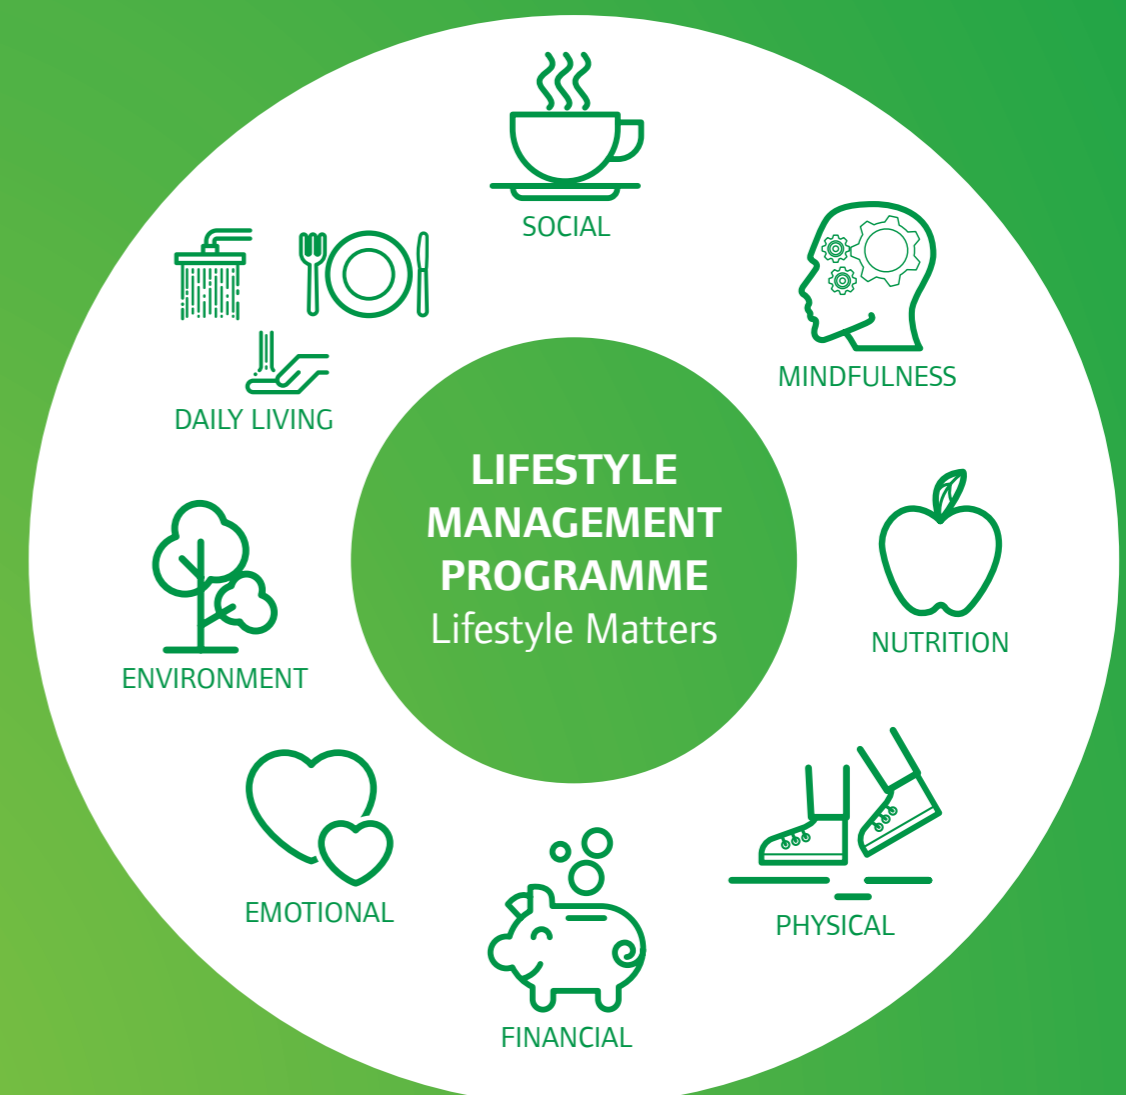 SOCIAL
MINDFULNESS
DAILY LIVING
LIFESTYLE
MANAGEMENT
PROGRAMME
Lifestyle Matters
NUTRITION
ENVIRONMENT
EMOTIONAL
PHYSICAL
FINANCIAL